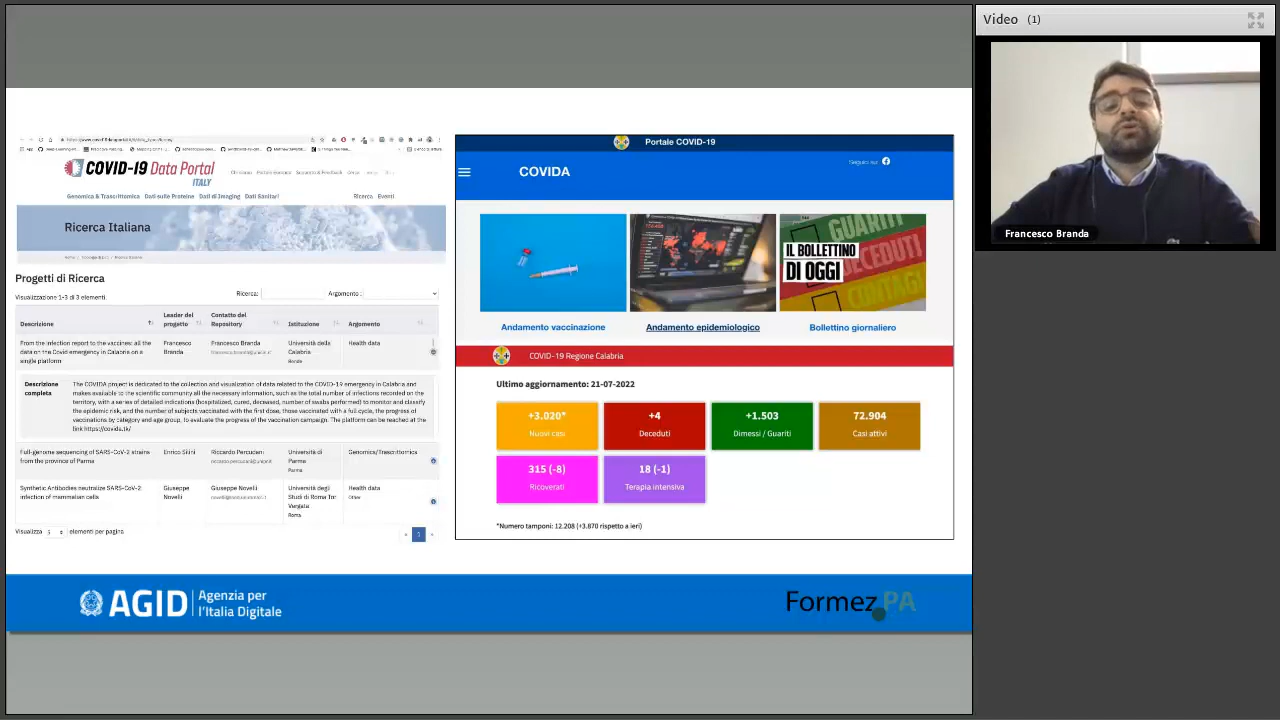 Video (1)
Francesco Branda
COVID-19 Data Portal
ITALY
Genomica & Trascrittomica Dati sulle Proteine Dati di Imaging Dati Sanitari
Ricerca Eventi
Ricerca Italiana
Progetti di Ricerca
Visualizzazione 1-3 di 3 elementi
Ricerca:
Argomento :
Descrizione
Leader del progetto
Contatto del Repository
Istituzione
Argomento
From the infection report to the vaccines: all the
data on the Covid emergency in Calabria on a
single platform
Francesco
Branda
Francesco Branda
Università della
Calabria
Health data
Descrizione
completa
The COVIDA project is dedicated to the collection and visualization of data related to the COVID-19 emergency in Calabria and
makes available to the scientific community all the necessary information, such as the total number of infections recorded on the
territory, with a series of detailed indications (hospitalized, cured, deceased, number of swabs performed) to monitor and classify
the epidemic risk, and the number of subjects vaccinated with the first dose, those vaccinated with a full cycle, the progress of
vaccinations by category and age group, to evaluate the progress of the vaccination campaign. The platform can be reached at the
link https://covida.tk/
Full-genome sequencing of SARS-CoV-2 strains
from the province of Parma
Enrico Silini
Riccardo Percudani
Università di
Parma
Parma
Genomics/Trascrittomics
Synthetic Antibodies neutralize SARS-CoV-2
infection of mammalian cells
Giuseppe
Novelli
Giuseppe Novelli
Università degli
Studi di Roma Tor
Vergata
Roma
Health data
Other
Visualizza 5 elementi per pagina
« 1 »
Portale COVID-19
COVIDA
Seguici su:
GUARITI
DECEDUTI
CONTAGI
IL BOLLETTINO
DI OGGI
Andamento vaccinazione
Andamento epidemiologico
Bollettino giornaliero
COVID-19 Regione Calabria
Ultimo aggiornamento: 21-07-2022
+3.020*
Nuovi casi
+4
Deceduti
+1.503
Dimessi / Guariti
72.904
Casi attivi
315 (-8)
Ricoverati
18 (-1)
Terapia intensiva
*Numero tamponi: 12.208 (+3.870 rispetto a ieri)
AGID
Agenzia per
l'Italia Digitale
Formez PA